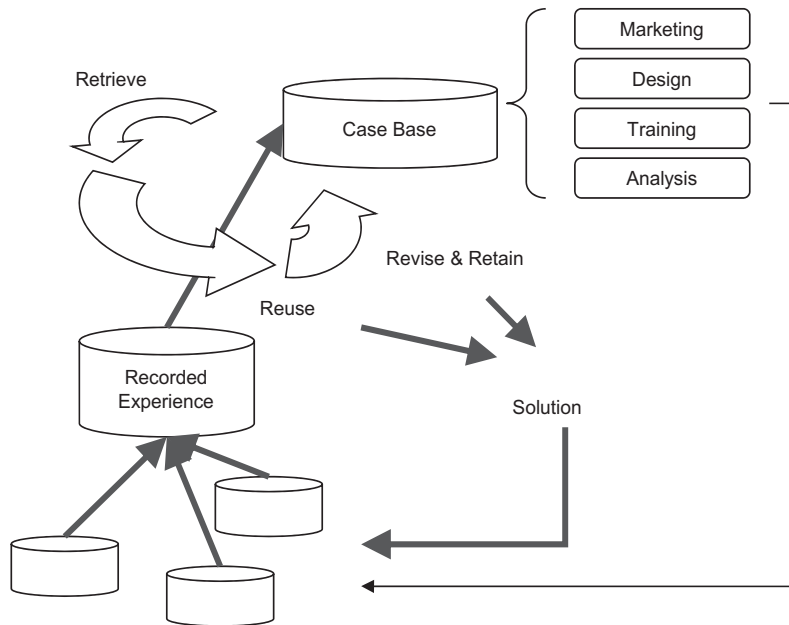 Marketing
Retrieve
Design
Case Base
Training
Analysis
Revise & Retain
Reuse
Recorded
Experience
Solution